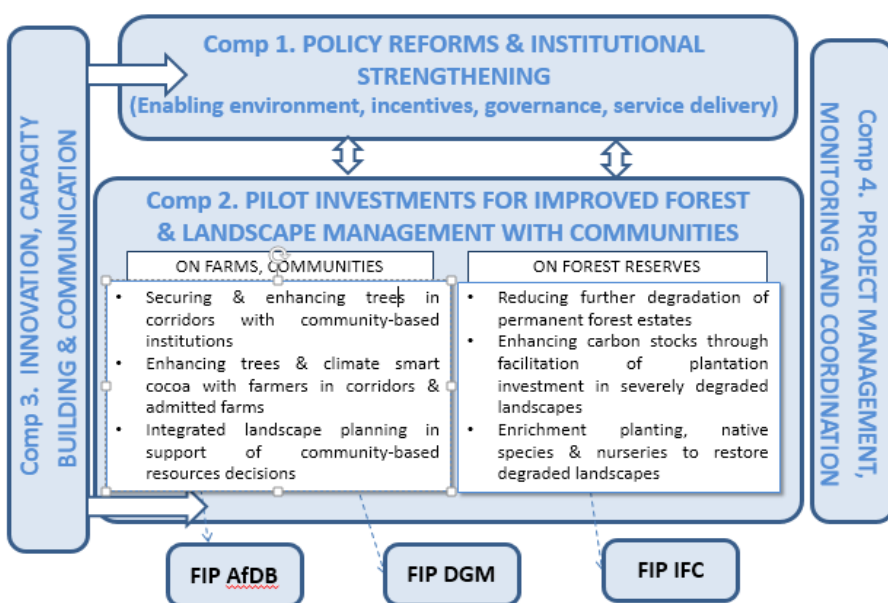 Comp 1. POLICY REFORMS & INSTITUTIONAL
STRENGTHENING
(Enabling environment, incentives, governance, service delivery)
Comp 3. INNOVATION, CAPACITY
BUILDING & COMMUNICATION
Comp 2. PILOT INVESTMENTS FOR IMPROVED FOREST
& LANDSCAPE MANAGEMENT WITH COMMUNITIES
ON FARMS, COMMUNITIES
• Securing & enhancing trees in
corridors with community-based
institutions
• Enhancing trees & climate smart
cocoa with farmers in corridors &
admitted farms
• Integrated landscape planning in
support of community-based
resources decisions
ON FOREST RESERVES
• Reducing further degradation of
permanent forest estates
• Enhancing carbon stocks through
facilitation of plantation
investment in severely degraded
landscapes
• Enrichment planting, native
species & nurseries to restore
degraded landscapes
Comp 4. PROJECT MANAGEMENT,
MONITORING AND COORDINATION
FIP AfDB
FIP DGM
FIP IFC